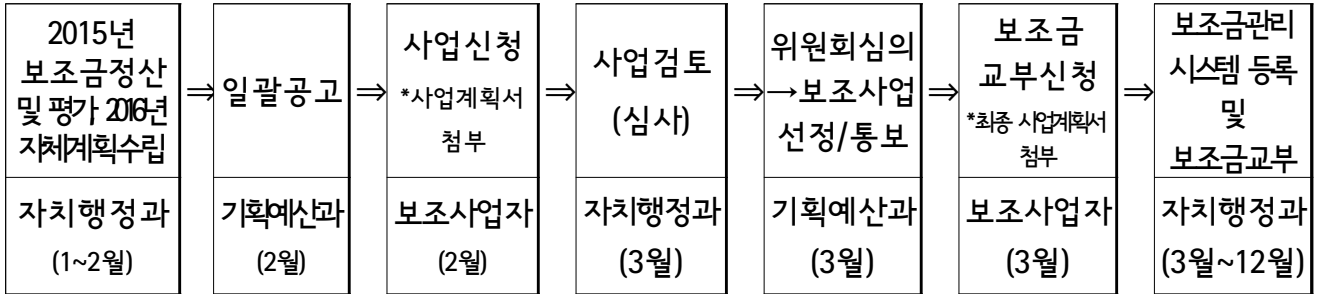 2015년
보조금정산
및 평가 2016년
자체계획수립
⇒
일괄공고
⇒
사업신청
*사업계획서
첨부
⇒
사업검토
(심사)
⇒
위원회심의
→보조사업
선정/통보
⇒
보조금
교부신청
*최종 사업계획서
첨부
⇒
보조금관리
시스템 등록
및
보조금교부
자치행정과
(1~2월)
기획예산과
(2월)
보조사업자
(2월)
자치행정과
(3월)
기획예산과
(3월)
보조사업자
(3월)
자치행정과
(3월~12월)